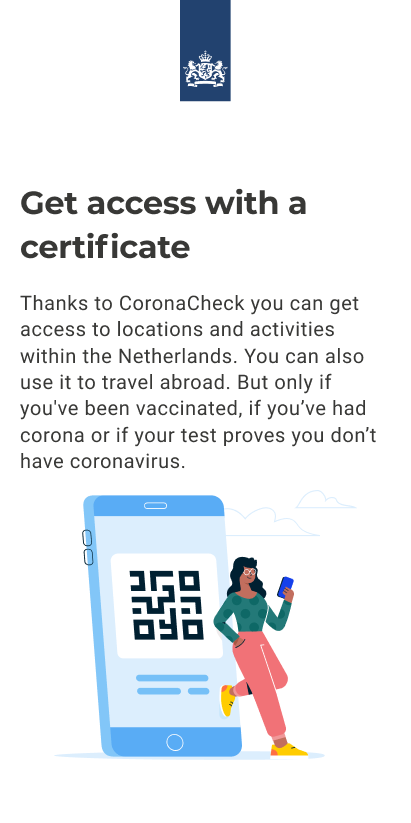 Get access with a
certificate
Thanks to CoronaCheck you can get
access to locations and activities
within the Netherlands. You can also
use it to travel abroad. But only if
you've been vaccinated, if you’ve had
corona or if your test proves you don’t
have coronavirus.